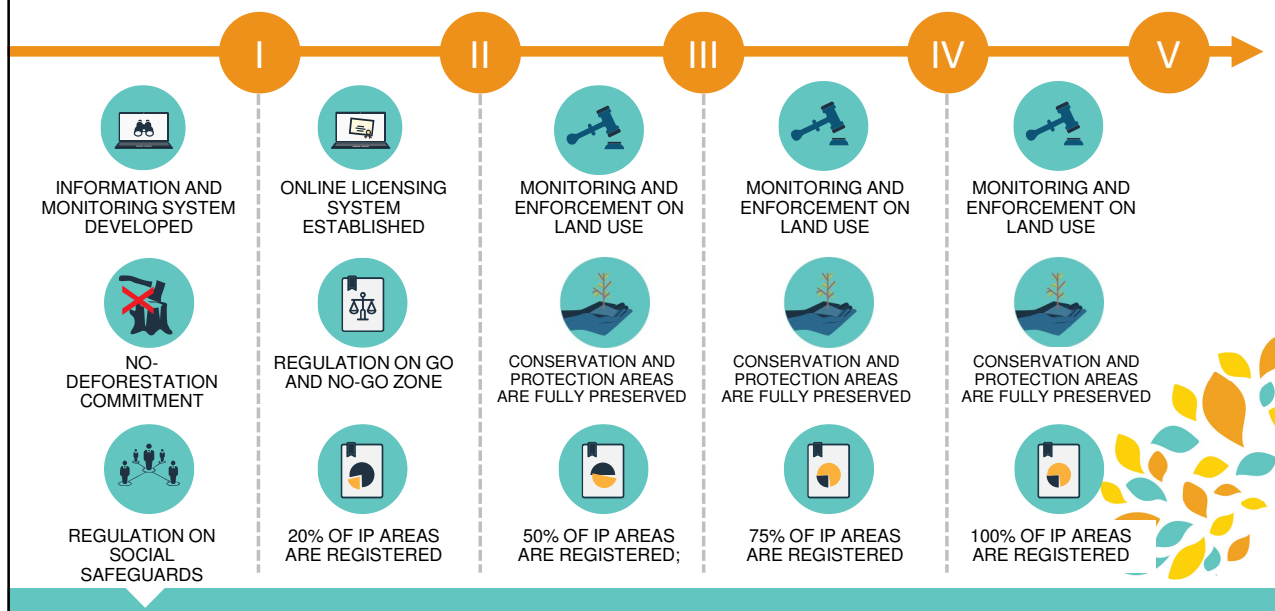 I
II
III
IV
V
INFORMATION AND
MONITORING SYSTEM
DEVELOPED
NO-
DEFORESTATION
COMMITMENT
REGULATION ON
SOCIAL
SAFEGUARDS
ONLINE LICENSING
SYSTEM
ESTABLISHED
REGULATION ON GO
AND NO-GO ZONE
20% OF IP AREAS
ARE REGISTERED
MONITORING AND
ENFORCEMENT ON
LAND USE
CONSERVATION AND
PROTECTION AREAS
ARE FULLY PRESERVED
50% OF IP AREAS
ARE REGISTERED;
MONITORING AND
ENFORCEMENT ON
LAND USE
CONSERVATION AND
PROTECTION AREAS
ARE FULLY PRESERVED
75% OF IP AREAS
ARE REGISTERED
MONITORING AND
ENFORCEMENT ON
LAND USE
CONSERVATION AND
PROTECTION AREAS
ARE FULLY PRESERVED
100% OF IP AREAS
ARE REGISTERED